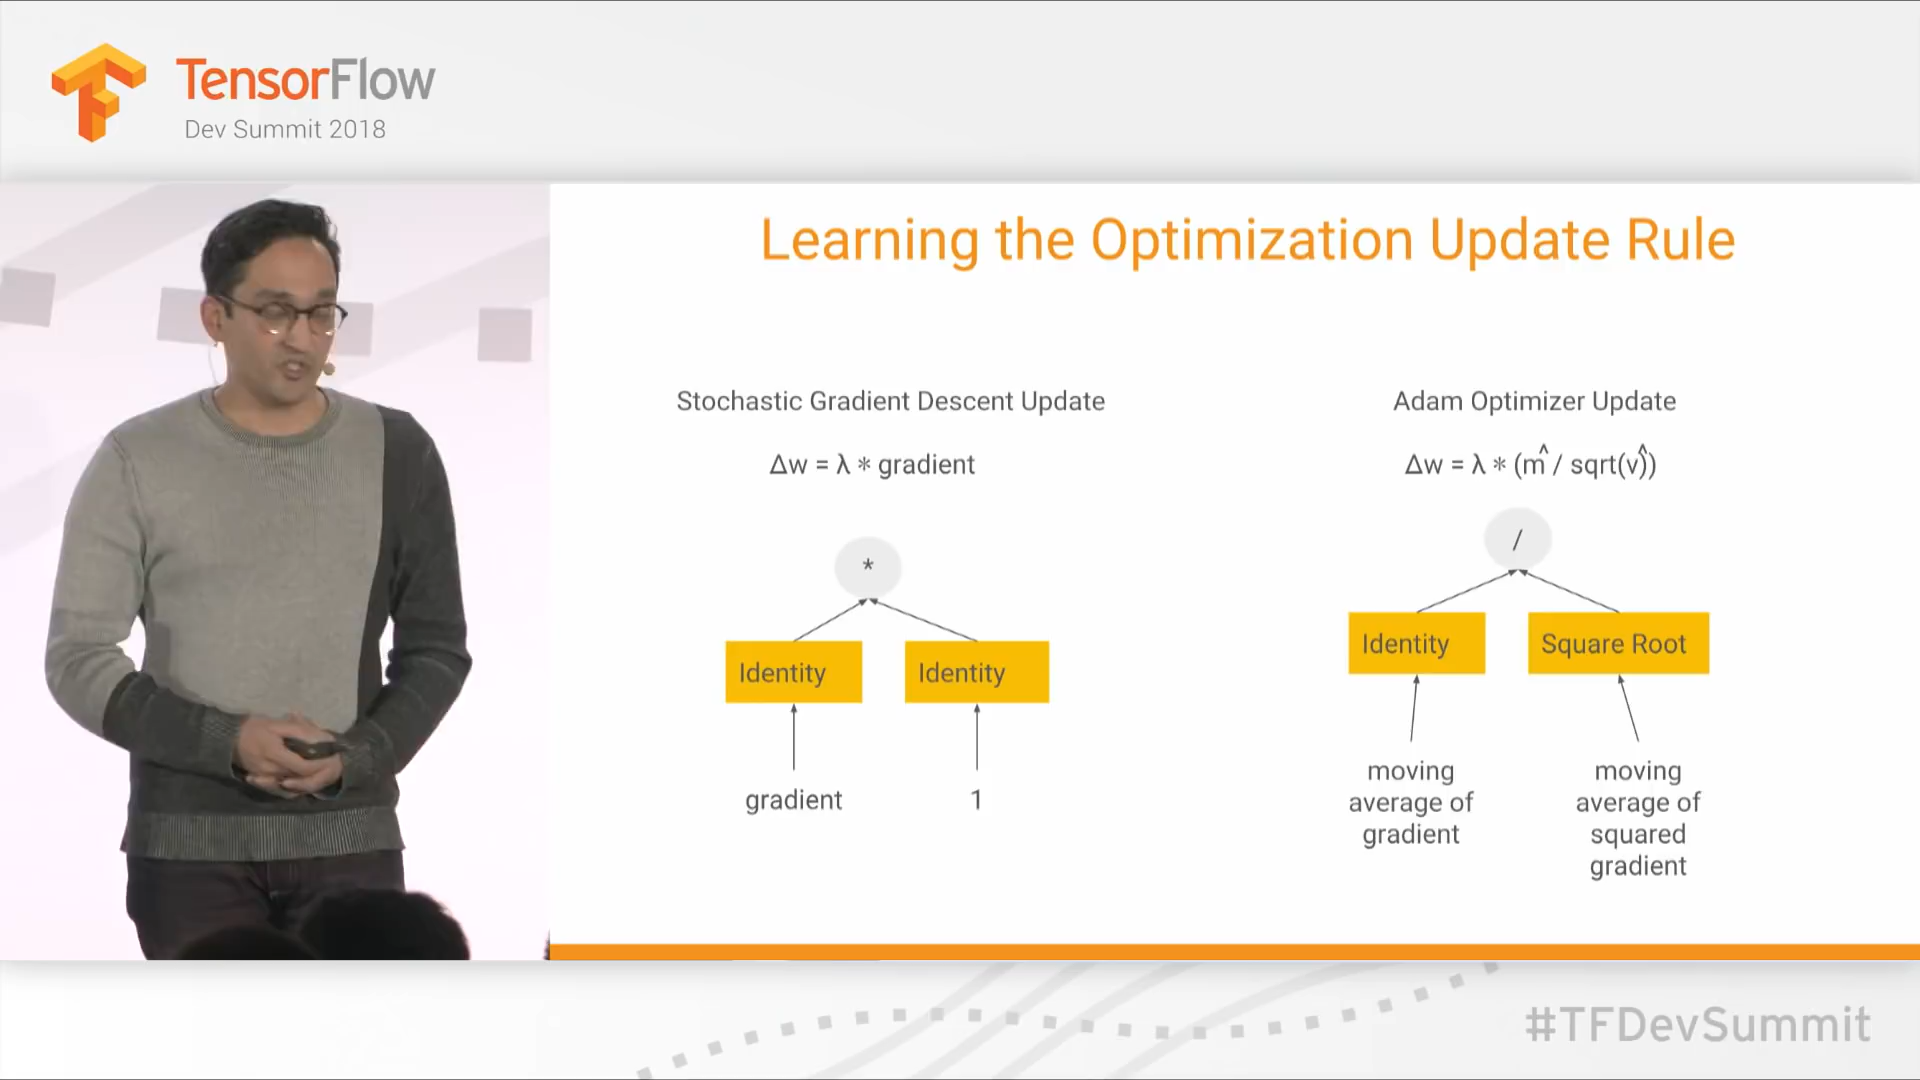 TensorFlow
Dev Summit 2018
Learning the Optimization Update Rule
Stochastic Gradient Descent Update
Δw = λ * gradient
*
Identity
Identity
gradient
1
Adam Optimizer Update
Δw = λ * (m̂ / sqrt(v̂))
/
Identity
Square Root
moving
average of
gradient
moving
average of
squared
gradient
#TFDevSummit